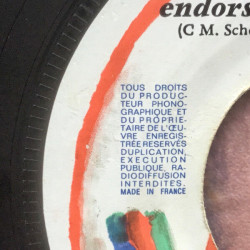 endors
(C M. Sch
TOUS DROITS
DU PRODUC-
TEUR PHONO-
GRAPHIQUE ET
DU PROPRIE-
TAIRE DE L'ŒU-
VRE ENREGIS-
TRÉE RESERVÉS
DUPLICATION,
EXECUTION
PUBLIQUE, RA-
DIODIFFUSION
INTERDITES.
MADE IN FRANCE